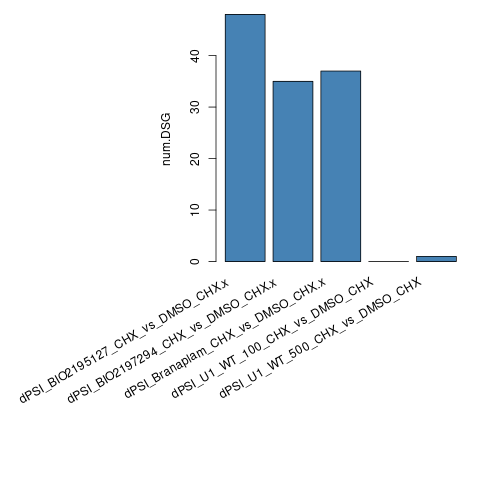 num.DSG
40
30
20
10
0
dPSI_BIO2195127_CHX_vs_DMSO_CHX.x
dPSI_BIO2197294_CHX_vs_DMSO_CHX.x
dPSI_Branaplam_CHX_vs_DMSO_CHX.x
dPSI_U1_WT_100_CHX_vs_DMSO_CHX
dPSI_U1_WT_500_CHX_vs_DMSO_CHX